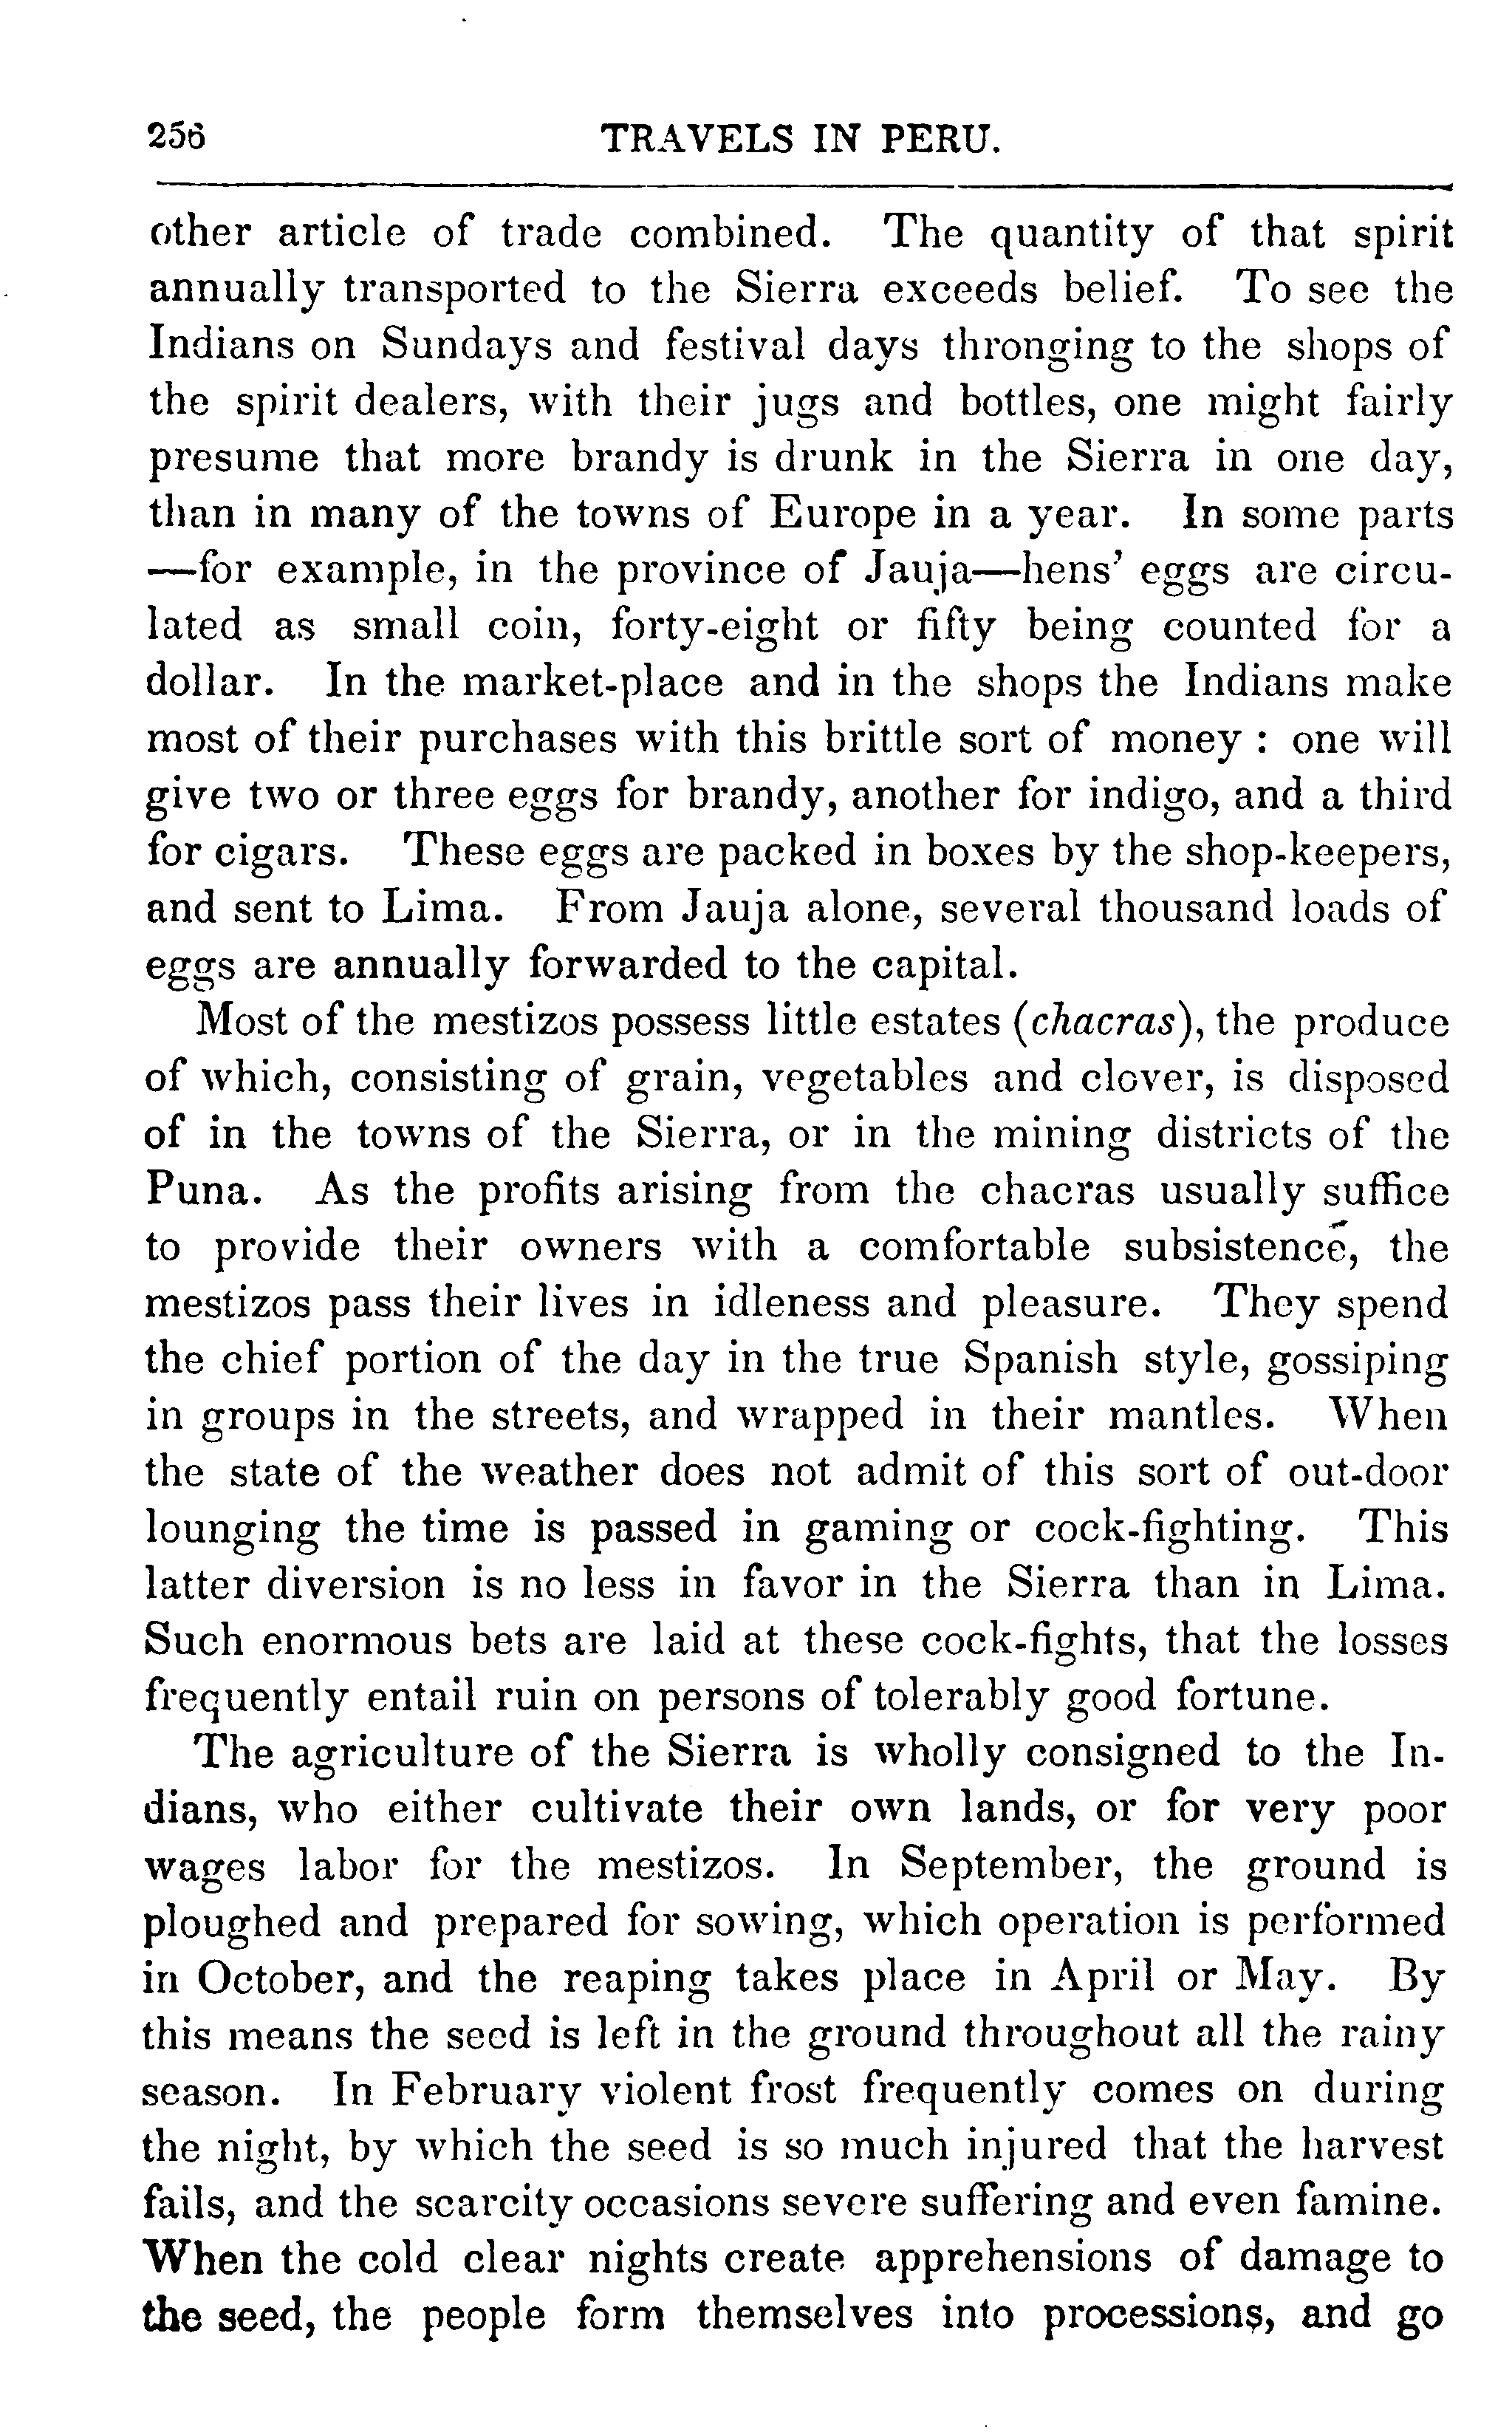 256 TRAVELS IN PERU.
other article of trade combined. The quantity of that spirit
annually transported to the Sierra exceeds belief. To see the
Indians on Sundays and festival days thronging to the shops of
the spirit dealers, with their jugs and bottles, one might fairly
presume that more brandy is drunk in the Sierra in one day,
than in many of the towns of Europe in a year. In some parts
—for example, in the province of Jauja—hens' eggs are circu-
lated as small coin, forty-eight or fifty being counted for a
dollar. In the market-place and in the shops the Indians make
most of their purchases with this brittle sort of money : one will
give two or three eggs for brandy, another for indigo, and a third
for cigars. These eggs are packed in boxes by the shop-keepers,
and sent to Lima. From Jauja alone, several thousand loads of
eggs are annually forwarded to the capital.
Most of the mestizos possess little estates (chacras), the produce
of which, consisting of grain, vegetables and clover, is disposed
of in the towns of the Sierra, or in the mining districts of the
Puna. As the profits arising from the chacras usually suffice
to provide their owners with a comfortable subsistence, the
mestizos pass their lives in idleness and pleasure. They spend
the chief portion of the day in the true Spanish style, gossiping
in groups in the streets, and wrapped in their mantles. When
the state of the weather does not admit of this sort of out-door
lounging the time is passed in gaming or cock-fighting. This
latter diversion is no less in favor in the Sierra than in Lima.
Such enormous bets are laid at these cock-fights, that the losses
frequently entail ruin on persons of tolerably good fortune.
The agriculture of the Sierra is wholly consigned to the In-
dians, who either cultivate their own lands, or for very poor
wages labor for the mestizos. In September, the ground is
ploughed and prepared for sowing, which operation is performed
in October, and the reaping takes place in April or May. By
this means the seed is left in the ground throughout all the rainy
season. In February violent frost frequently comes on during
the night, by which the seed is so much injured that the harvest
fails, and the scarcity occasions severe suffering and even famine.
When the cold clear nights create apprehensions of damage to
the seed, the people form themselves into processions, and go